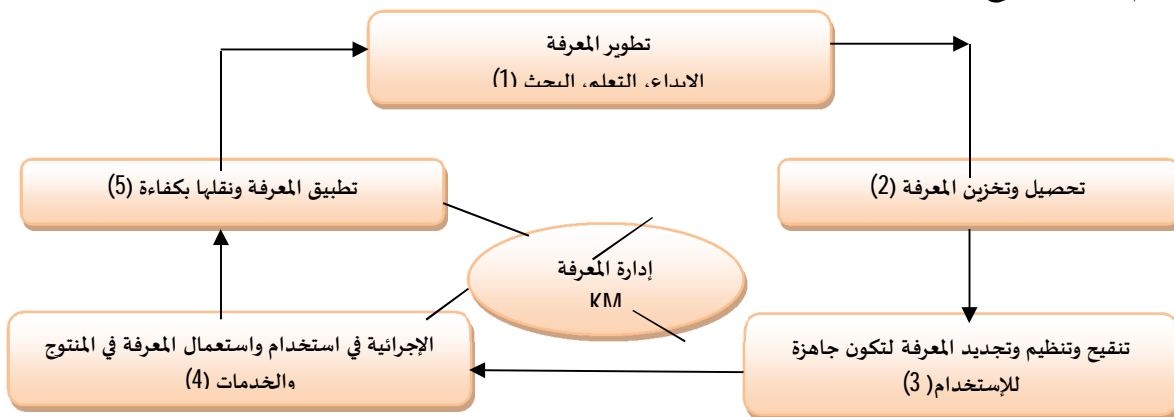 تطوير المعرفة
الابداع، التعلم، البحث (1)
تحصيل وتخزين المعرفة (2)
تنقيح وتنظيم وتجديد المعرفة لتكون جاهزة
للإستخدام( 3)
الإجرائية في استخدام واستعمال المعرفة في المنتوج
والخدمات (4)
تطبيق المعرفة ونقلها بكفاءة (5)
إدارة المعرفة
KM